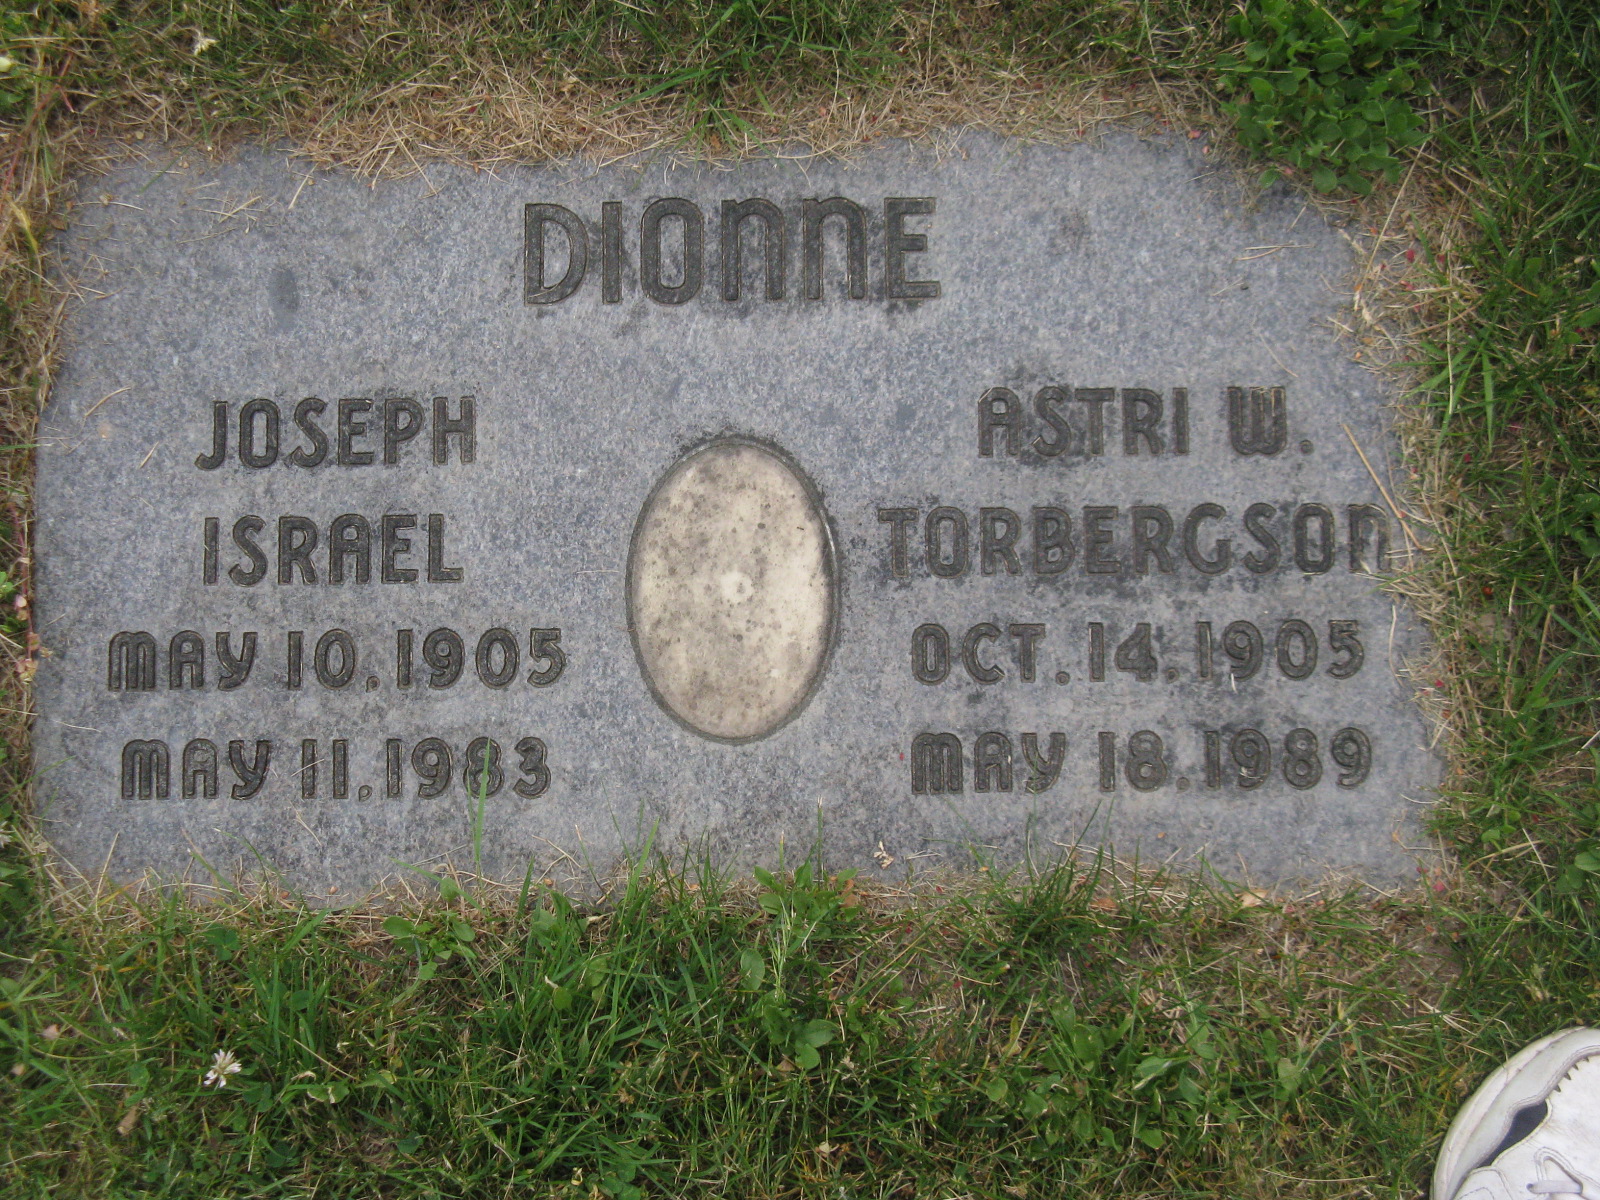 DIONNE
JOSEPH
ISRAEL
MAY 10, 1905
MAY 11, 1983
ASTRI W.
TORBERGSON
OCT. 14, 1905
MAY 18, 1989